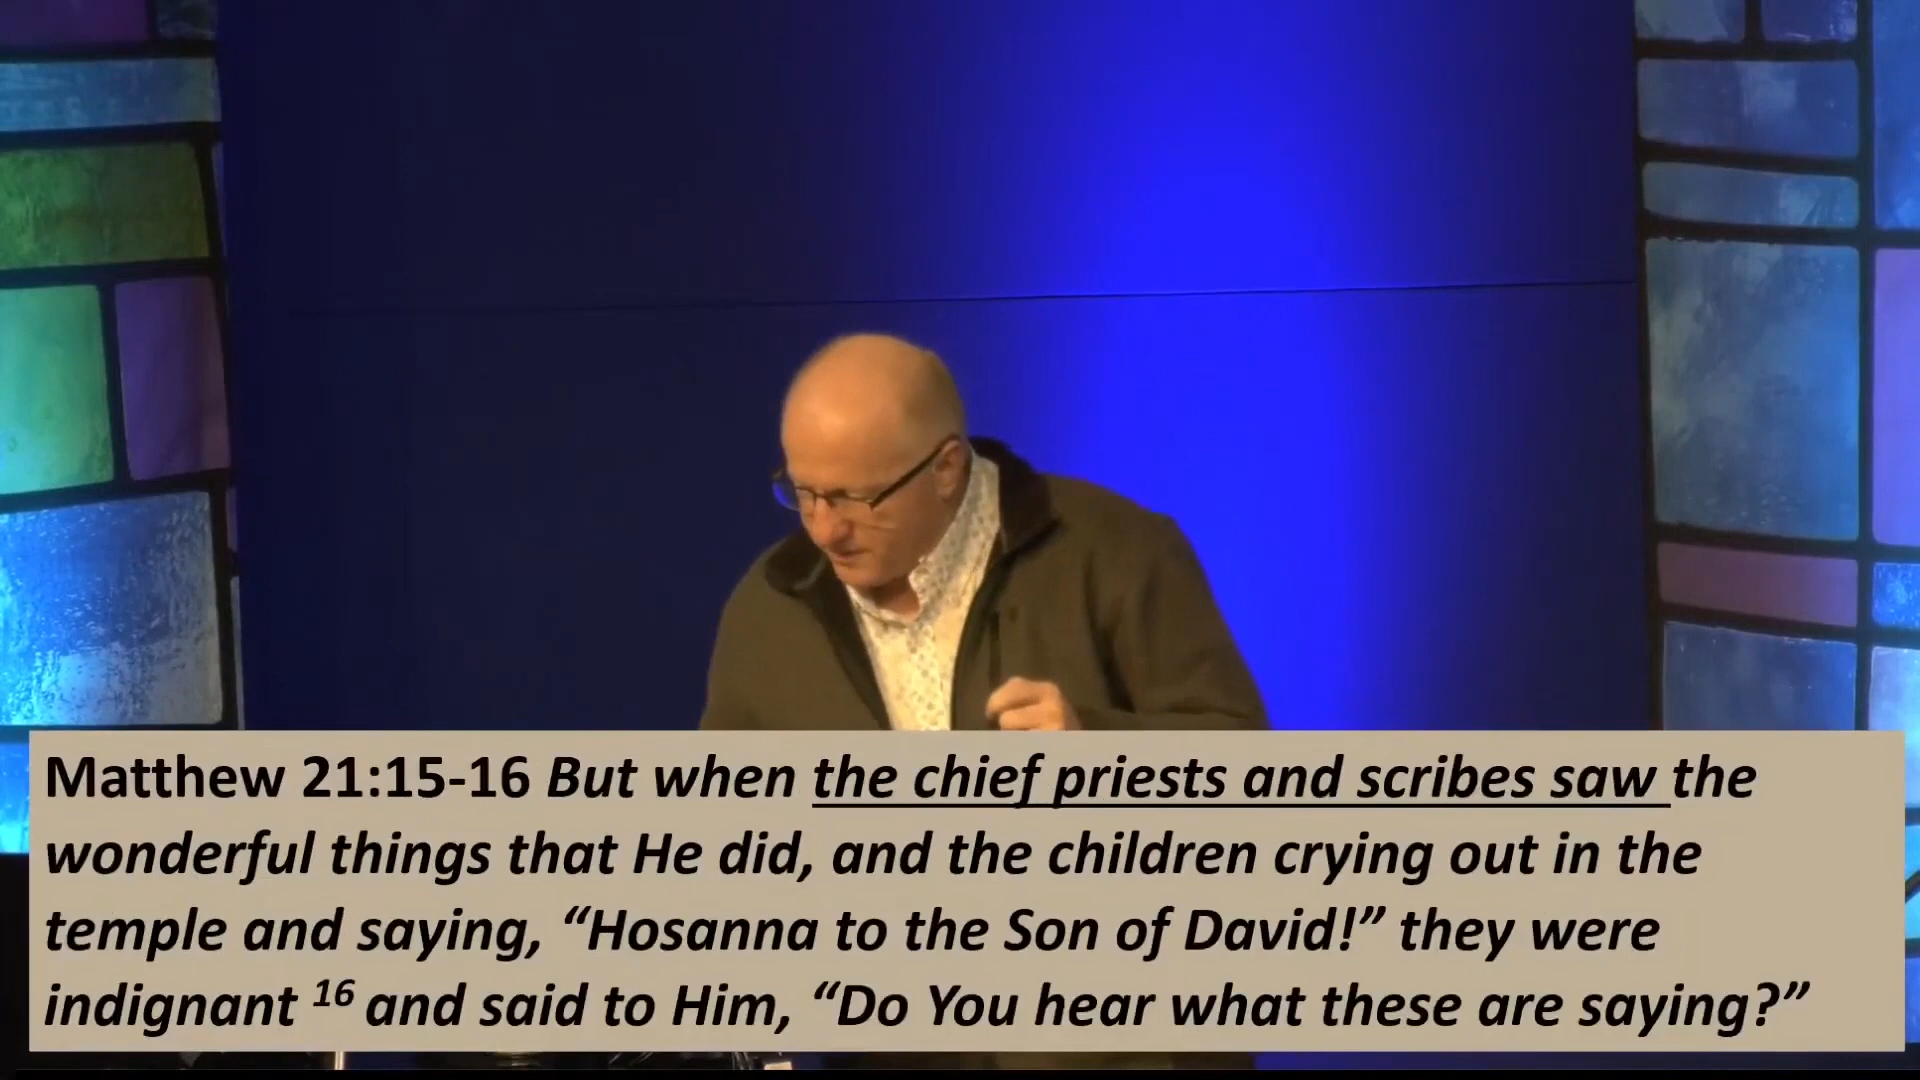 Matthew 21:15-16 But when the chief priests and scribes saw the
wonderful things that He did, and the children crying out in the
temple and saying, “Hosanna to the Son of David!” they were
indignant 16 and said to Him, “Do You hear what these are saying?”